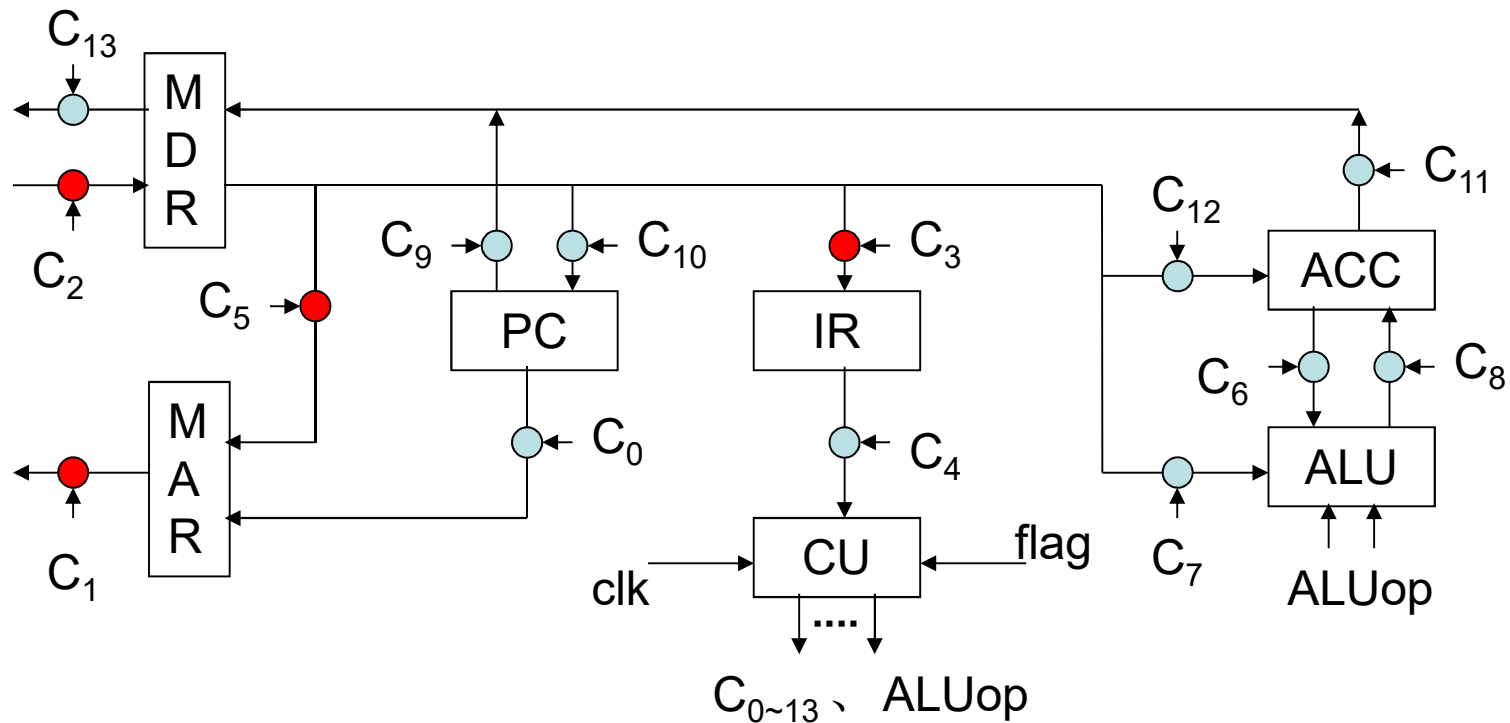 C₁₃
M
D
R
C₂
C₅
C₉
C₁₀
C₃
C₁₂
C₁₁
PC
IR
ACC
C₆
C₈
M
A
R
C₁
C₀
C₄
ALU
C₇
ALUop
clk
CU
flag
....
C₀~₁₃ 、 ALUop